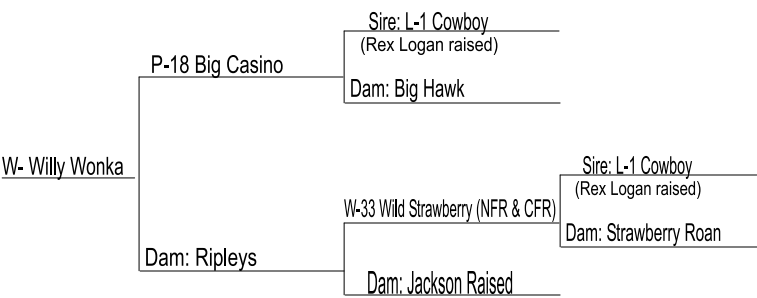 Sire: L-1 Cowboy
(Rex Logan raised)
P-18 Big Casino
Dam: Big Hawk
W- Willy Wonka
Sire: L-1 Cowboy
(Rex Logan raised)
W-33 Wild Strawberry (NFR & CFR)
Dam: Strawberry Roan
Dam: Ripleys
Dam: Jackson Raised